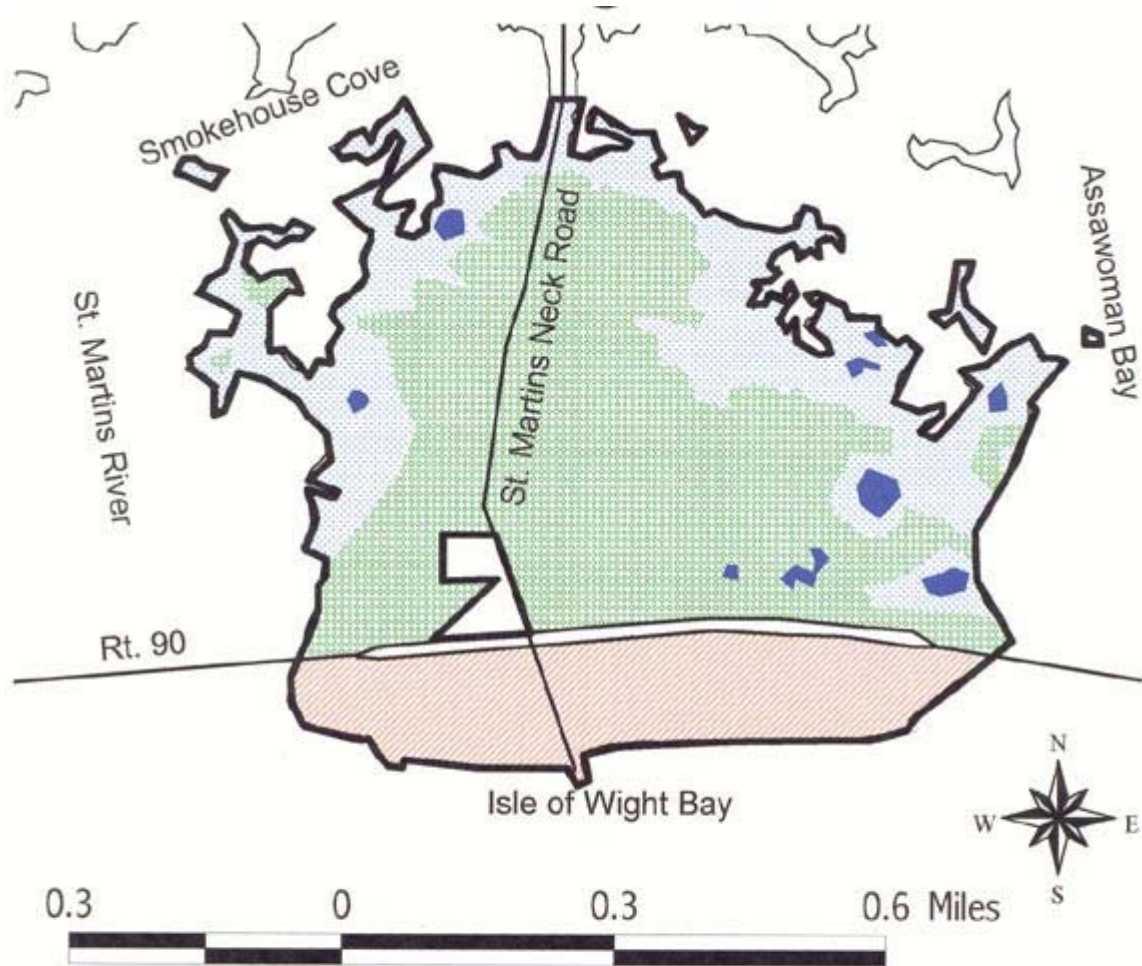 Smokehouse Cove
Assawoman Bay
St. Martins Neck Road
St. Martins River
Rt. 90
Isle of Wight Bay
N
W E
S
0.3 0 0.3 0.6 Miles